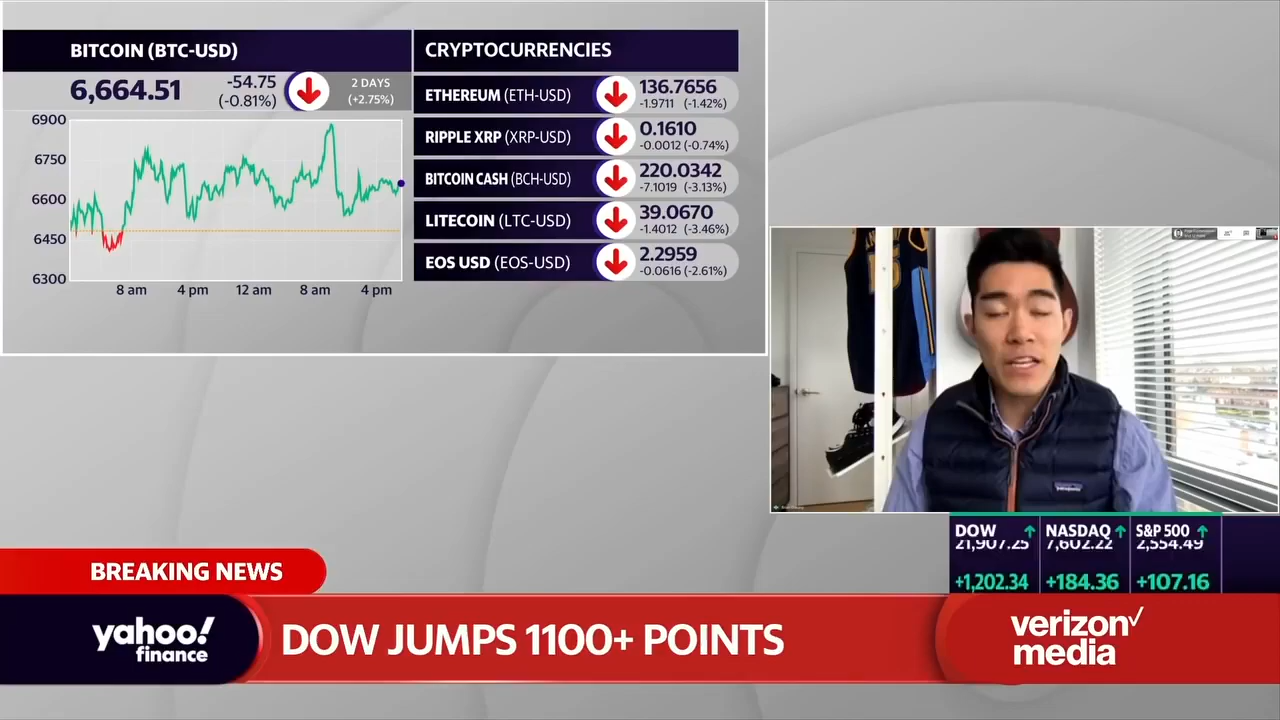 BITCOIN (BTC-USD)
6,664.51
-54.75
(-0.81%)
2 DAYS
(+2.75%)
6900
6750
6600
6450
6300
8 am
4 pm
12 am
8 am
4 pm
CRYPTOCURRENCIES
ETHEREUM (ETH-USD)
136.7656
-1.9711 (-1.42%)
RIPPLE XRP (XRP-USD)
0.1610
-0.0012 (-0.74%)
BITCOIN CASH (BCH-USD)
220.0342
-7.1019 (-3.13%)
LITECOIN (LTC-USD)
39.0670
-1.4012 (-3.46%)
EOS USD (EOS-USD)
2.2959
-0.0616 (-2.61%)
patagonia
DOW
21,907.25
+1,202.34
NASDAQ
7,602.22
+184.36
S&P 500
2,554.49
+107.16
BREAKING NEWS
yahoo!
finance
DOW JUMPS 1100+ POINTS
verizon
media